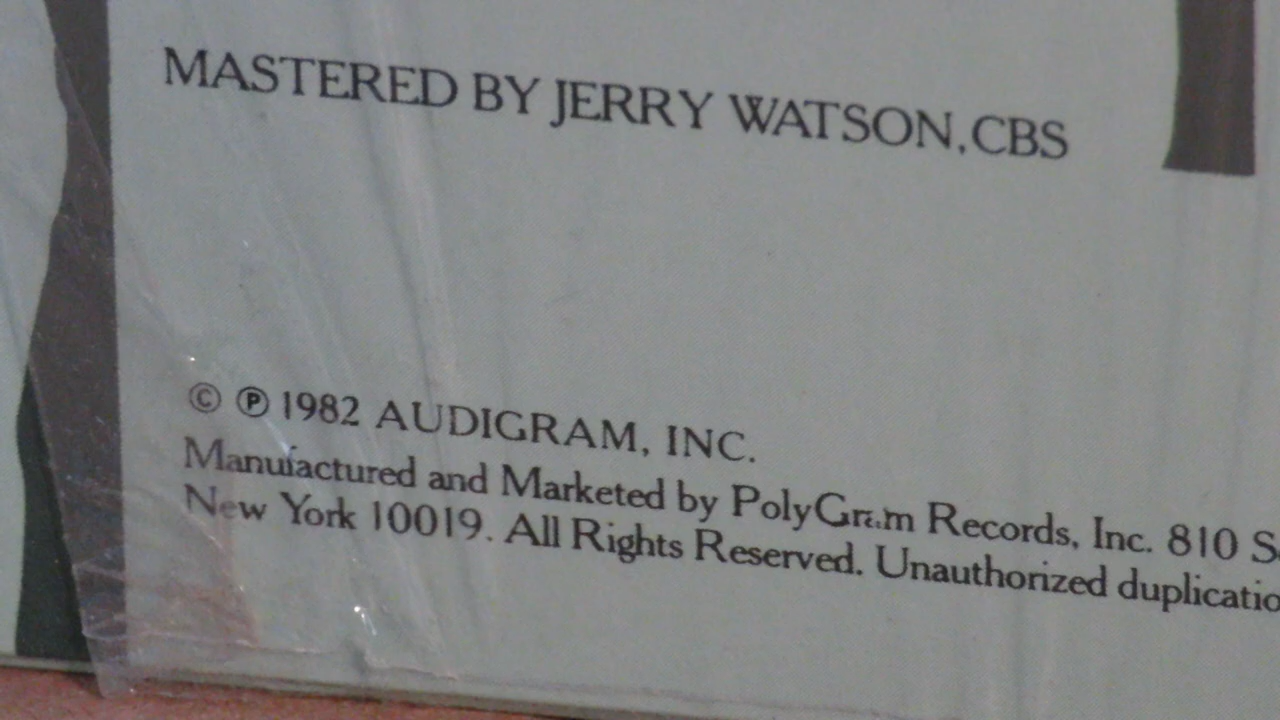 MASTERED BY JERRY WATSON, CBS
© ℗ 1982 AUDIGRAM, INC.
Manufactured and Marketed by PolyGram Records, Inc. 810
New York 10019. All Rights Reserved. Unauthorized duplicatio